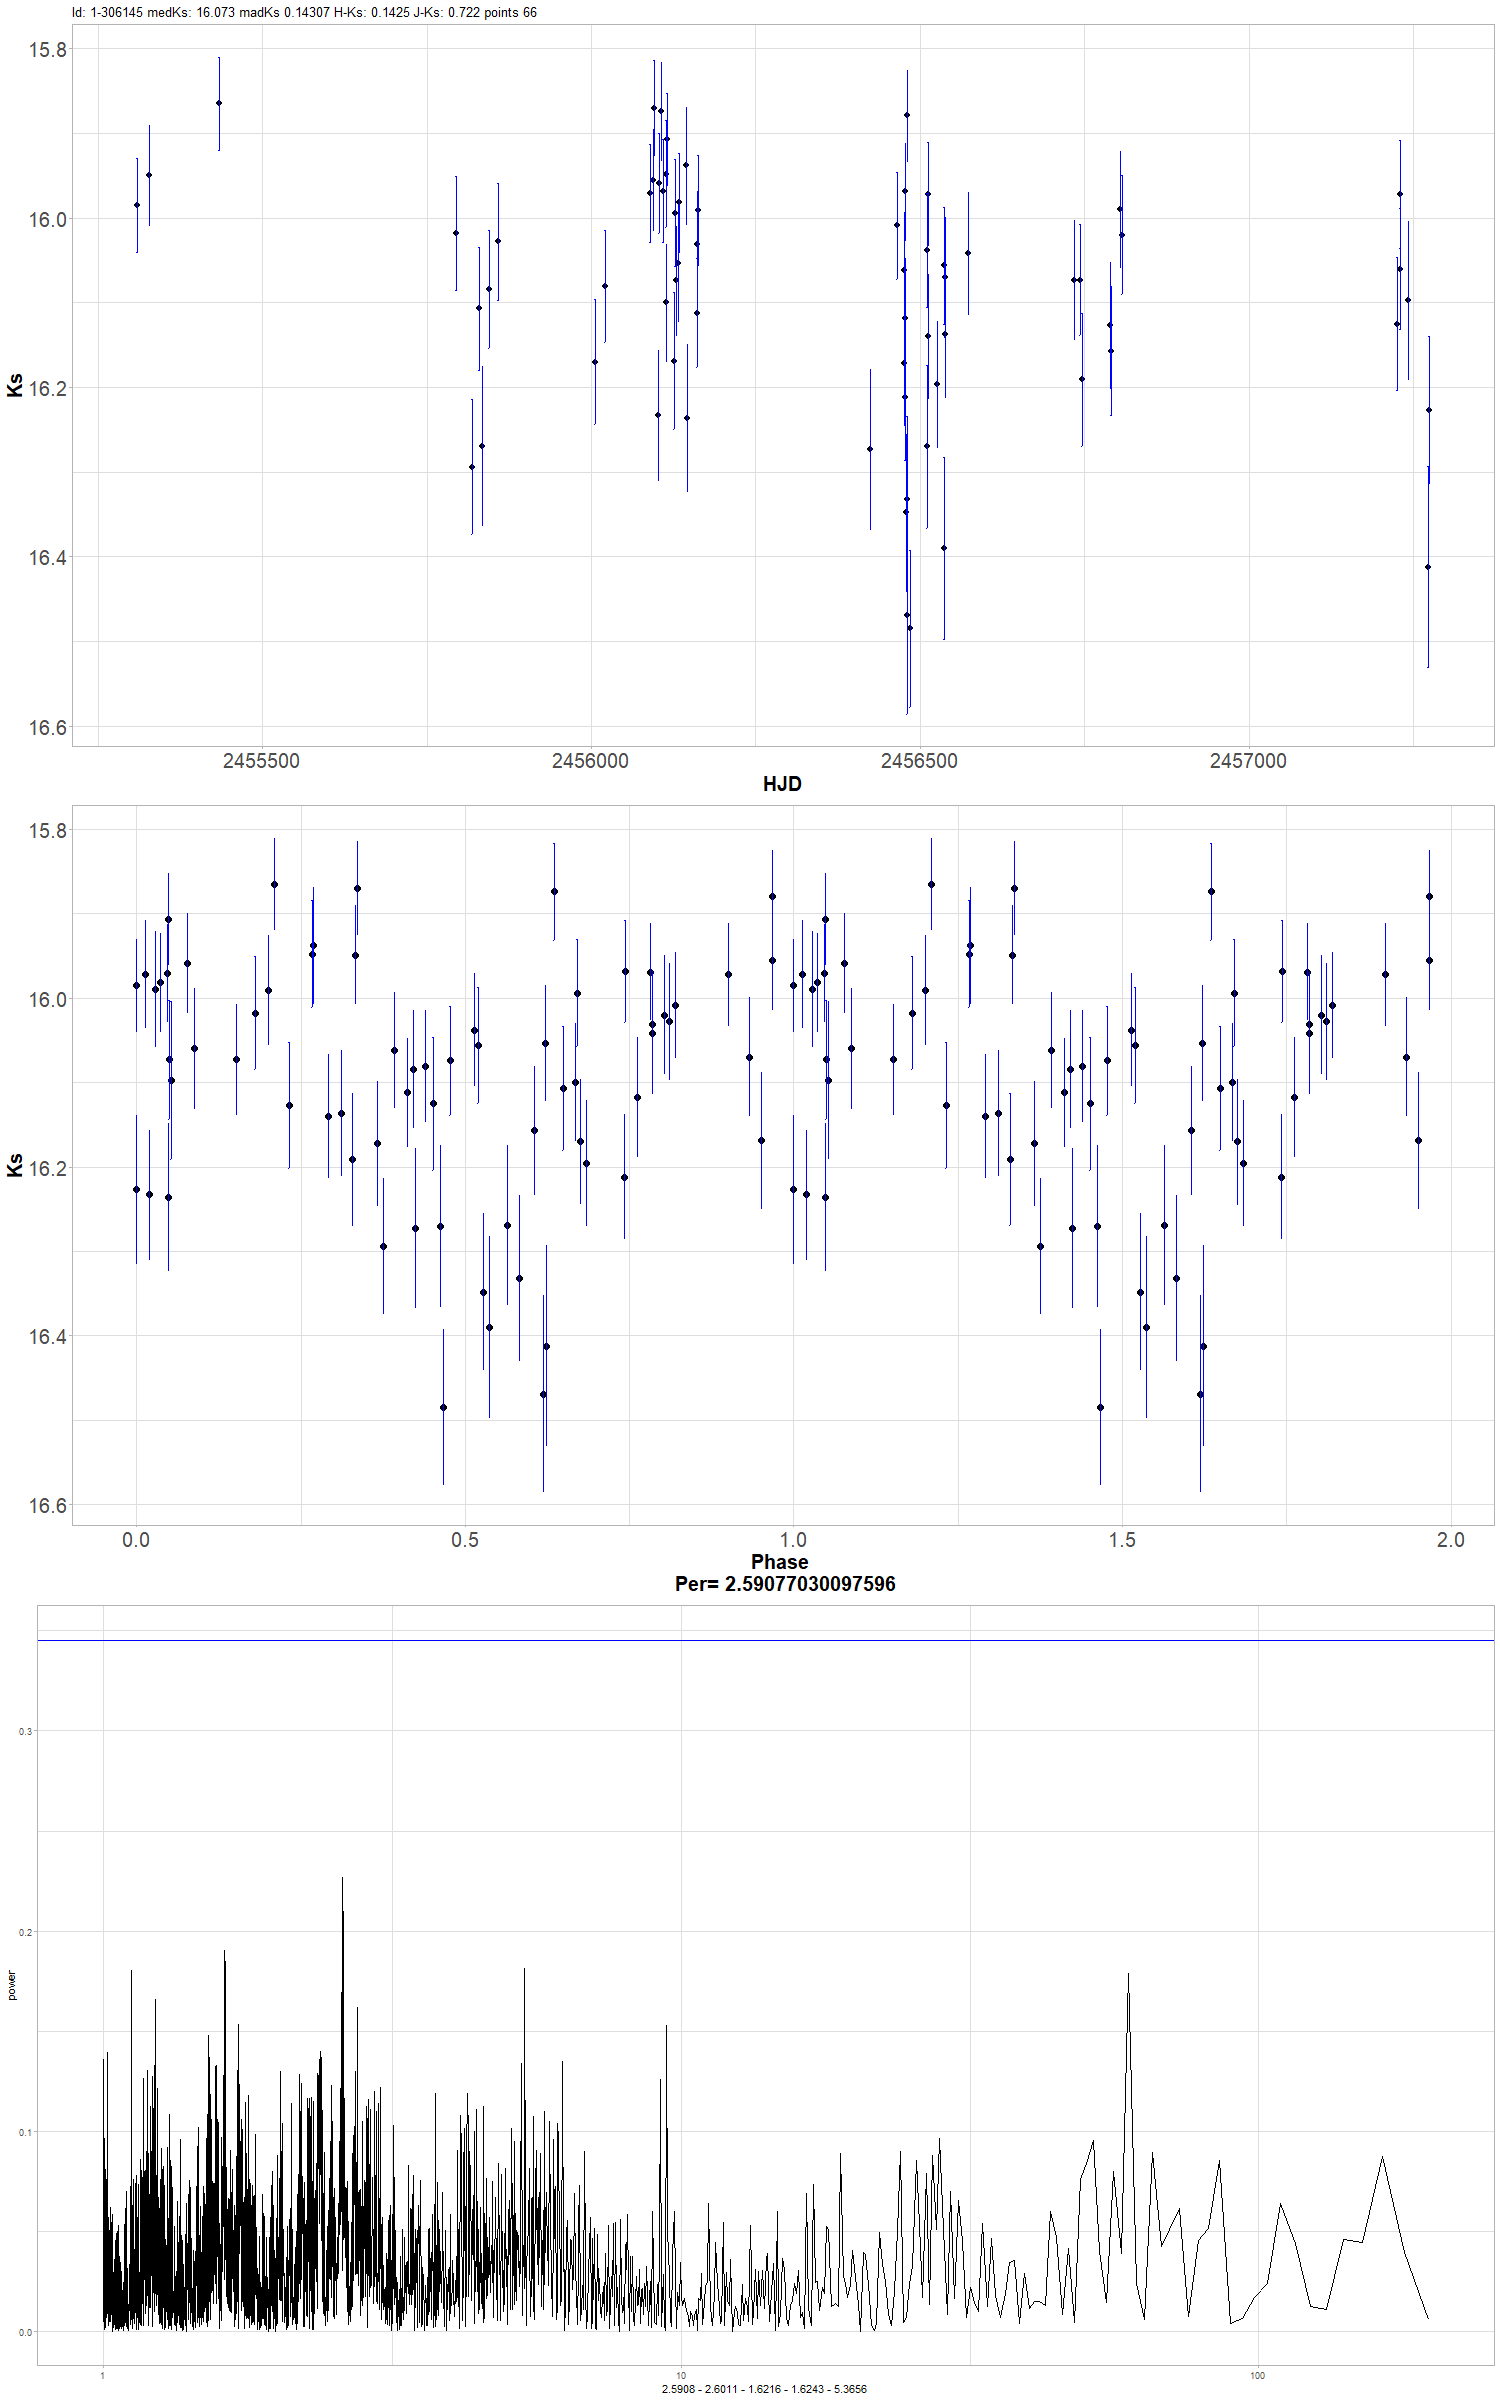 Id: 1-306145 medKs: 16.073 madKs 0.14307 H-Ks: 0.1425 J-Ks: 0.722 points 66
15.8
16.0
16.2
16.4
16.6
Ks
2455500 2456000 2456500 2457000
HJD
15.8
16.0
16.2
16.4
16.6
Ks
0.0 0.5 1.0 1.5 2.0
Phase
Per= 2.59077030097596
0.3
0.2
0.1
0.0
power
1 10 100
2.5908 - 2.6011 - 1.6216 - 1.6243 - 5.3656